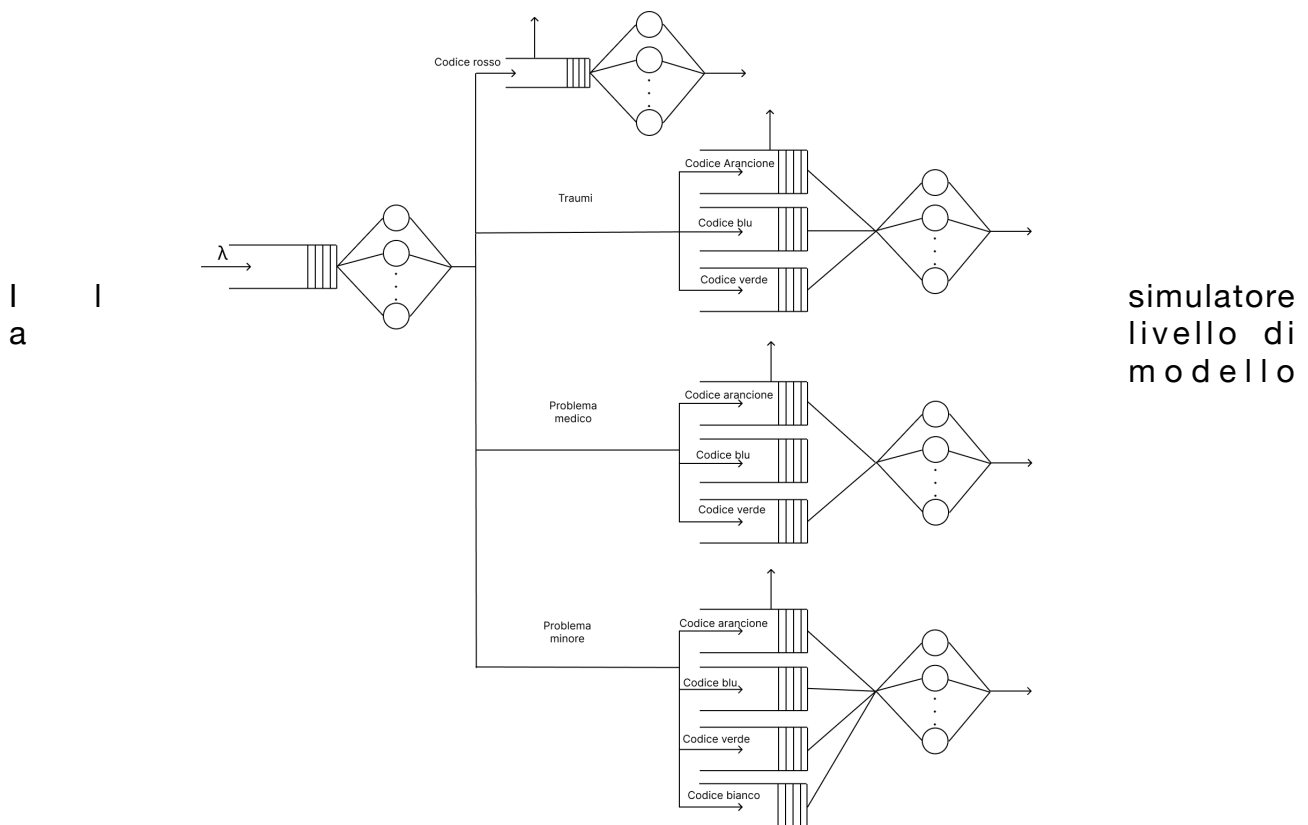 Codice rosso
Codice Arancione
Traumi
Codice blu
λ
Codice verde
I l
simulatore
a
livello di
modello
Codice arancione
Problema
medico
Codice blu
Codice verde
Codice arancione
Problema
minore
Codice blu
Codice verde
Codice bianco